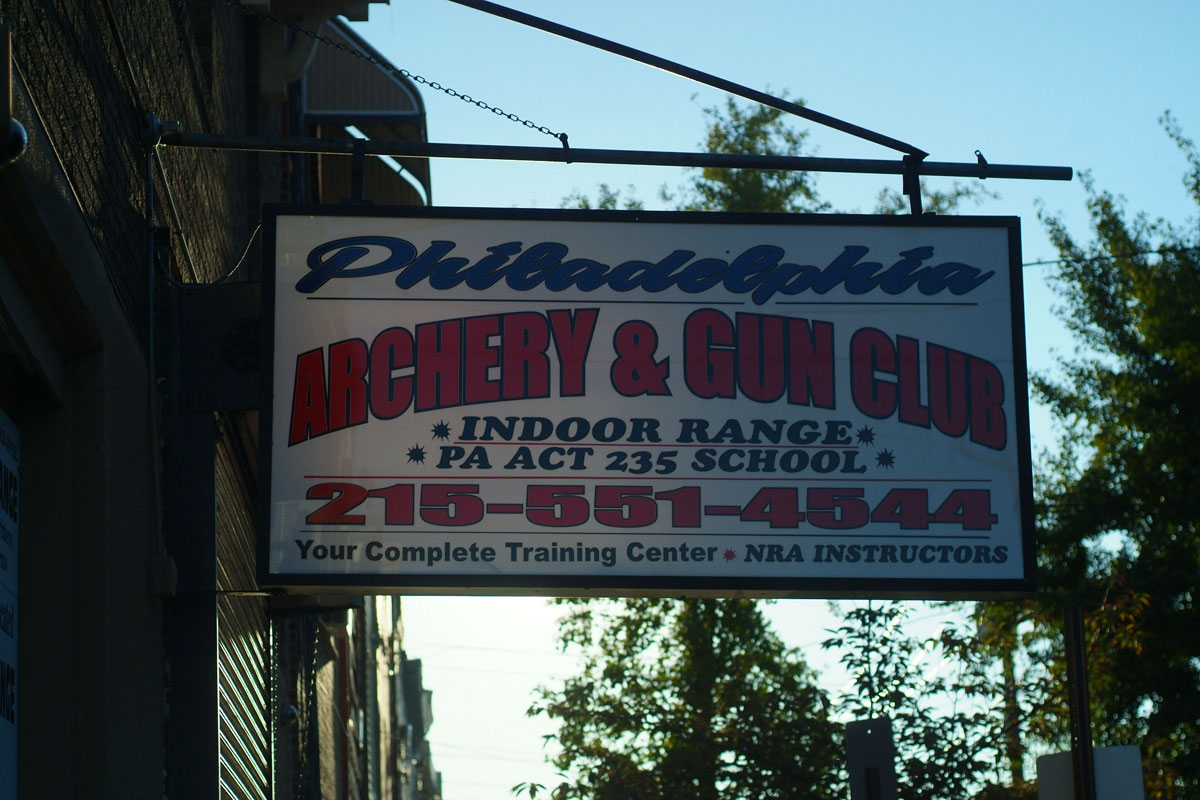 Philadelphia
ARCHERY & GUN CLUB
INDOOR RANGE
PA ACT 235 SCHOOL
215-551-4544
Your Complete Training Center * NRA INSTRUCTORS